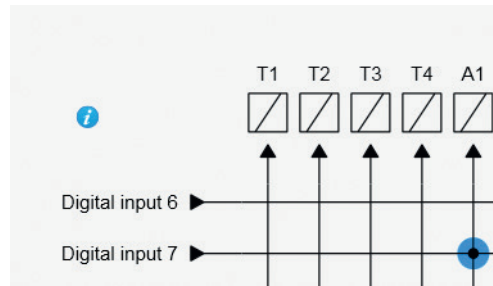 T1 T2 T3 T4 A1
i
Digital input 6
Digital input 7